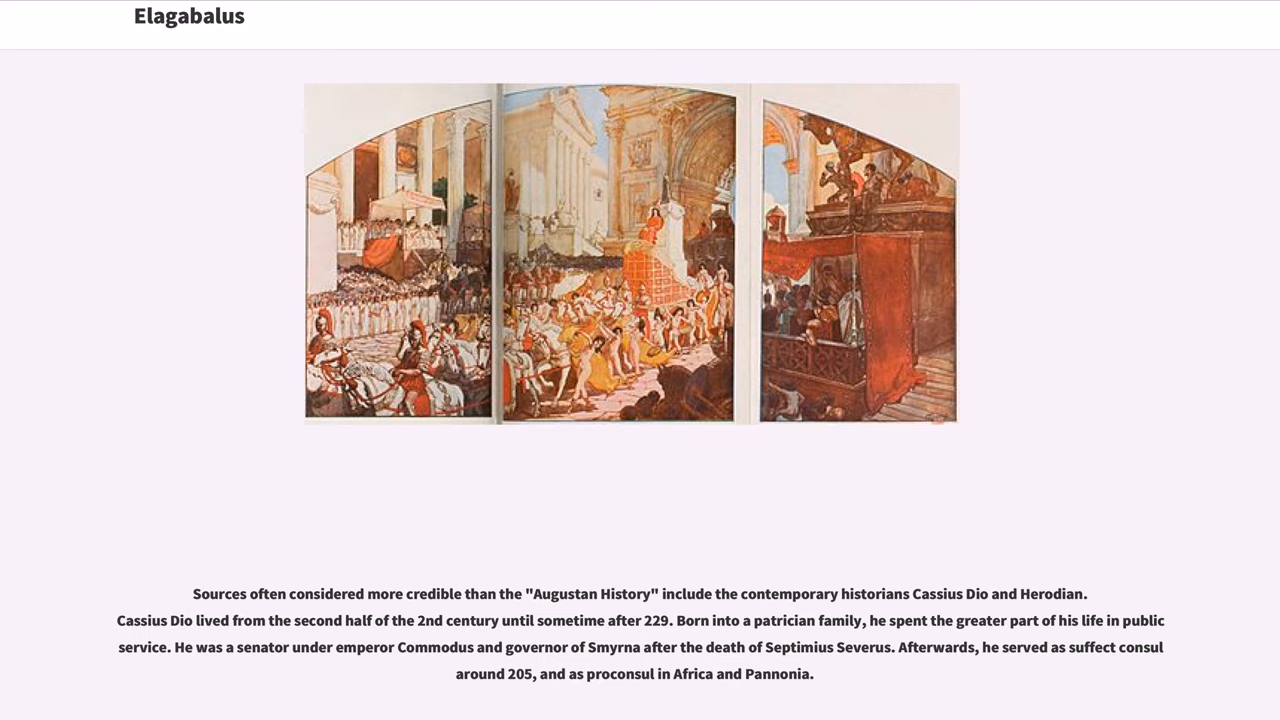 Elagabalus
Sources often considered more credible than the "Augustan History" include the contemporary historians Cassius Dio and Herodian.
Cassius Dio lived from the second half of the 2nd century until sometime after 229. Born into a patrician family, he spent the greater part of his life in public
service. He was a senator under emperor Commodus and governor of Smyrna after the death of Septimius Severus. Afterwards, he served as suffect consul
around 205, and as proconsul in Africa and Pannonia.